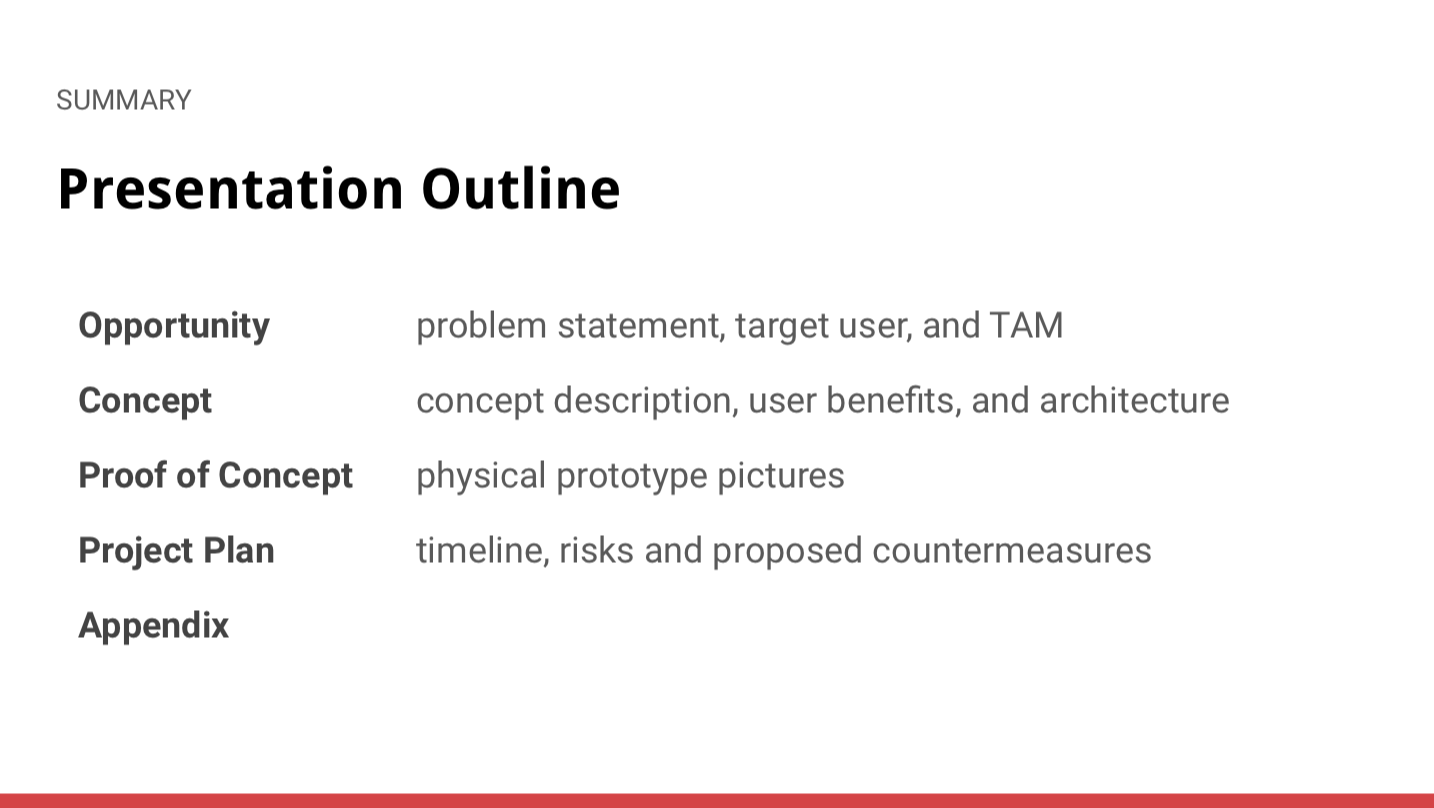 SUMMARY
Presentation Outline
Opportunity problem statement, target user, and TAM
Concept concept description, user benefits, and architecture
Proof of Concept physical prototype pictures
Project Plan timeline, risks and proposed countermeasures
Appendix